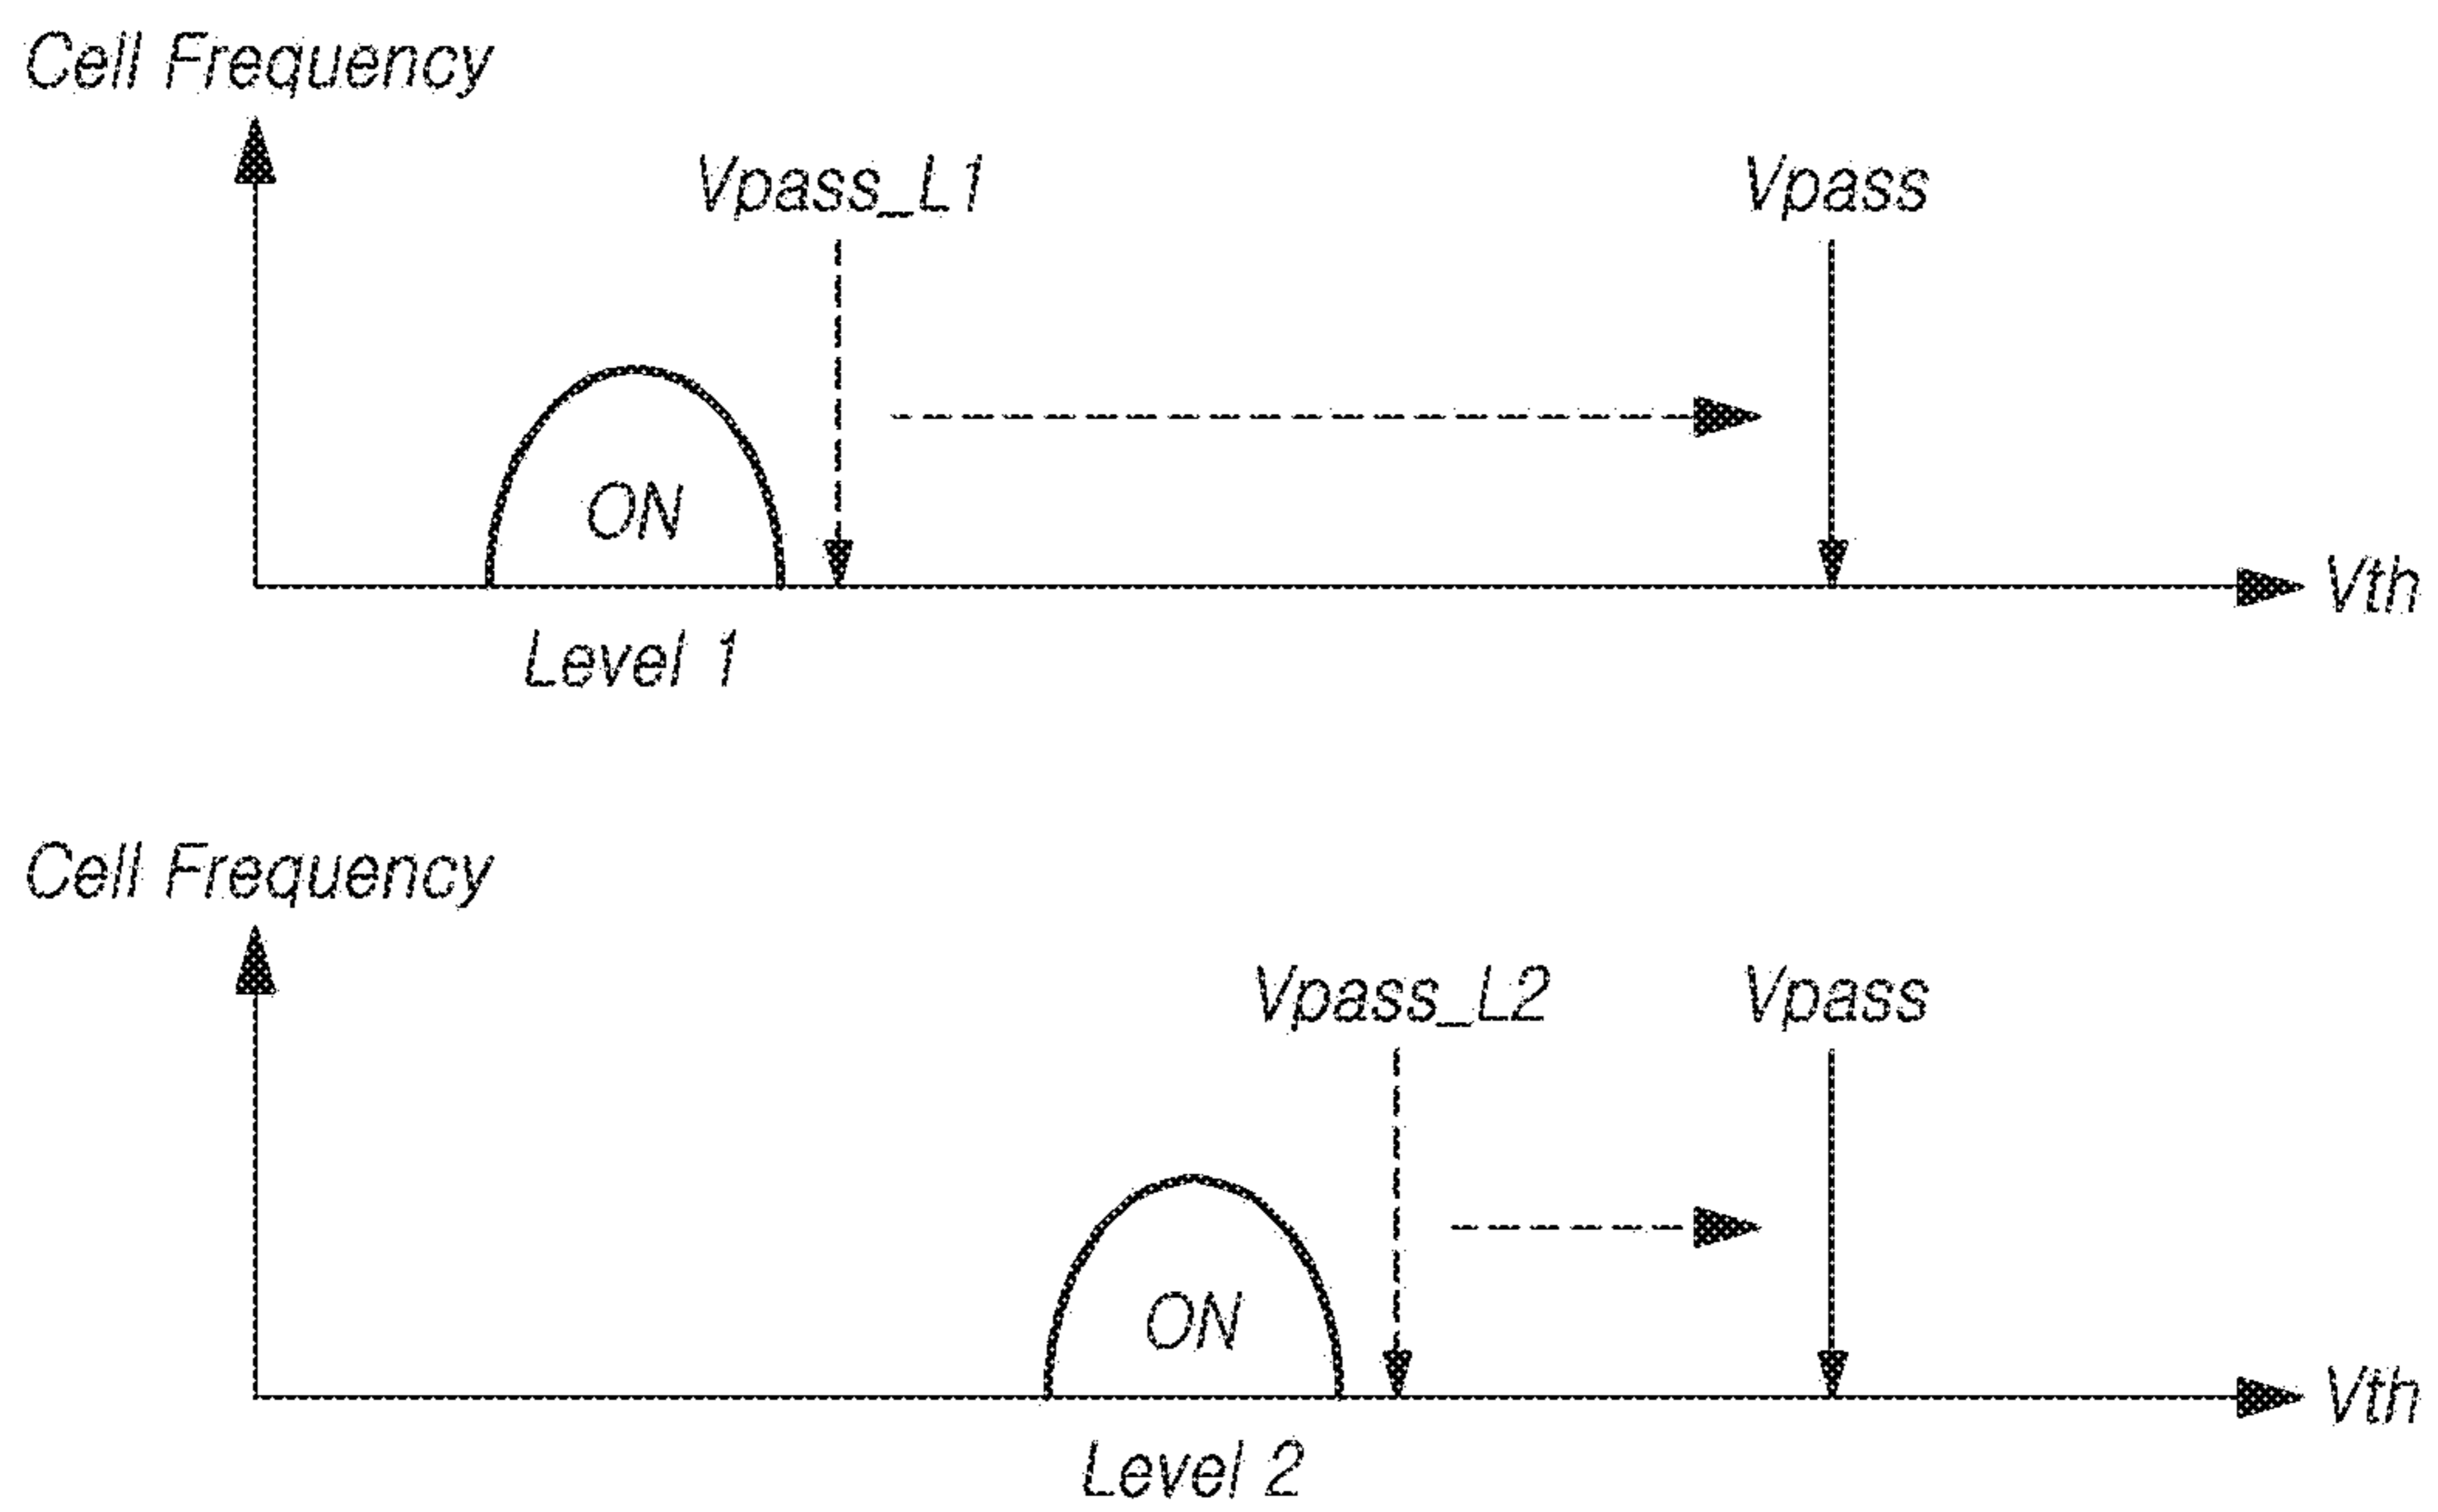 Cell Frequency
Vpass_L1
Vpass
ON
Vth
Level 1
Cell Frequency
Vpass_L2
Vpass
ON
Vth
Level 2